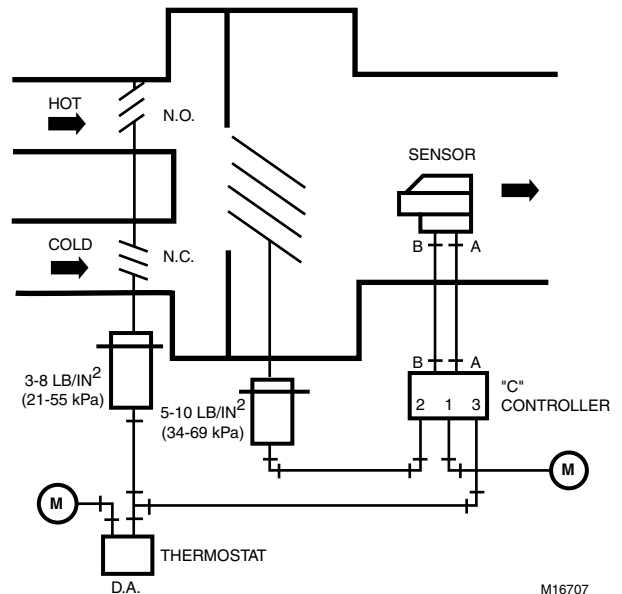 HOT
N.O.
SENSOR
COLD
N.C.
B A
B A
3-8 LB/IN²
(21-55 kPa)
5-10 LB/IN²
(34-69 kPa)
2 1 3
"C"
CONTROLLER
M
M
THERMOSTAT
D.A.
M16707